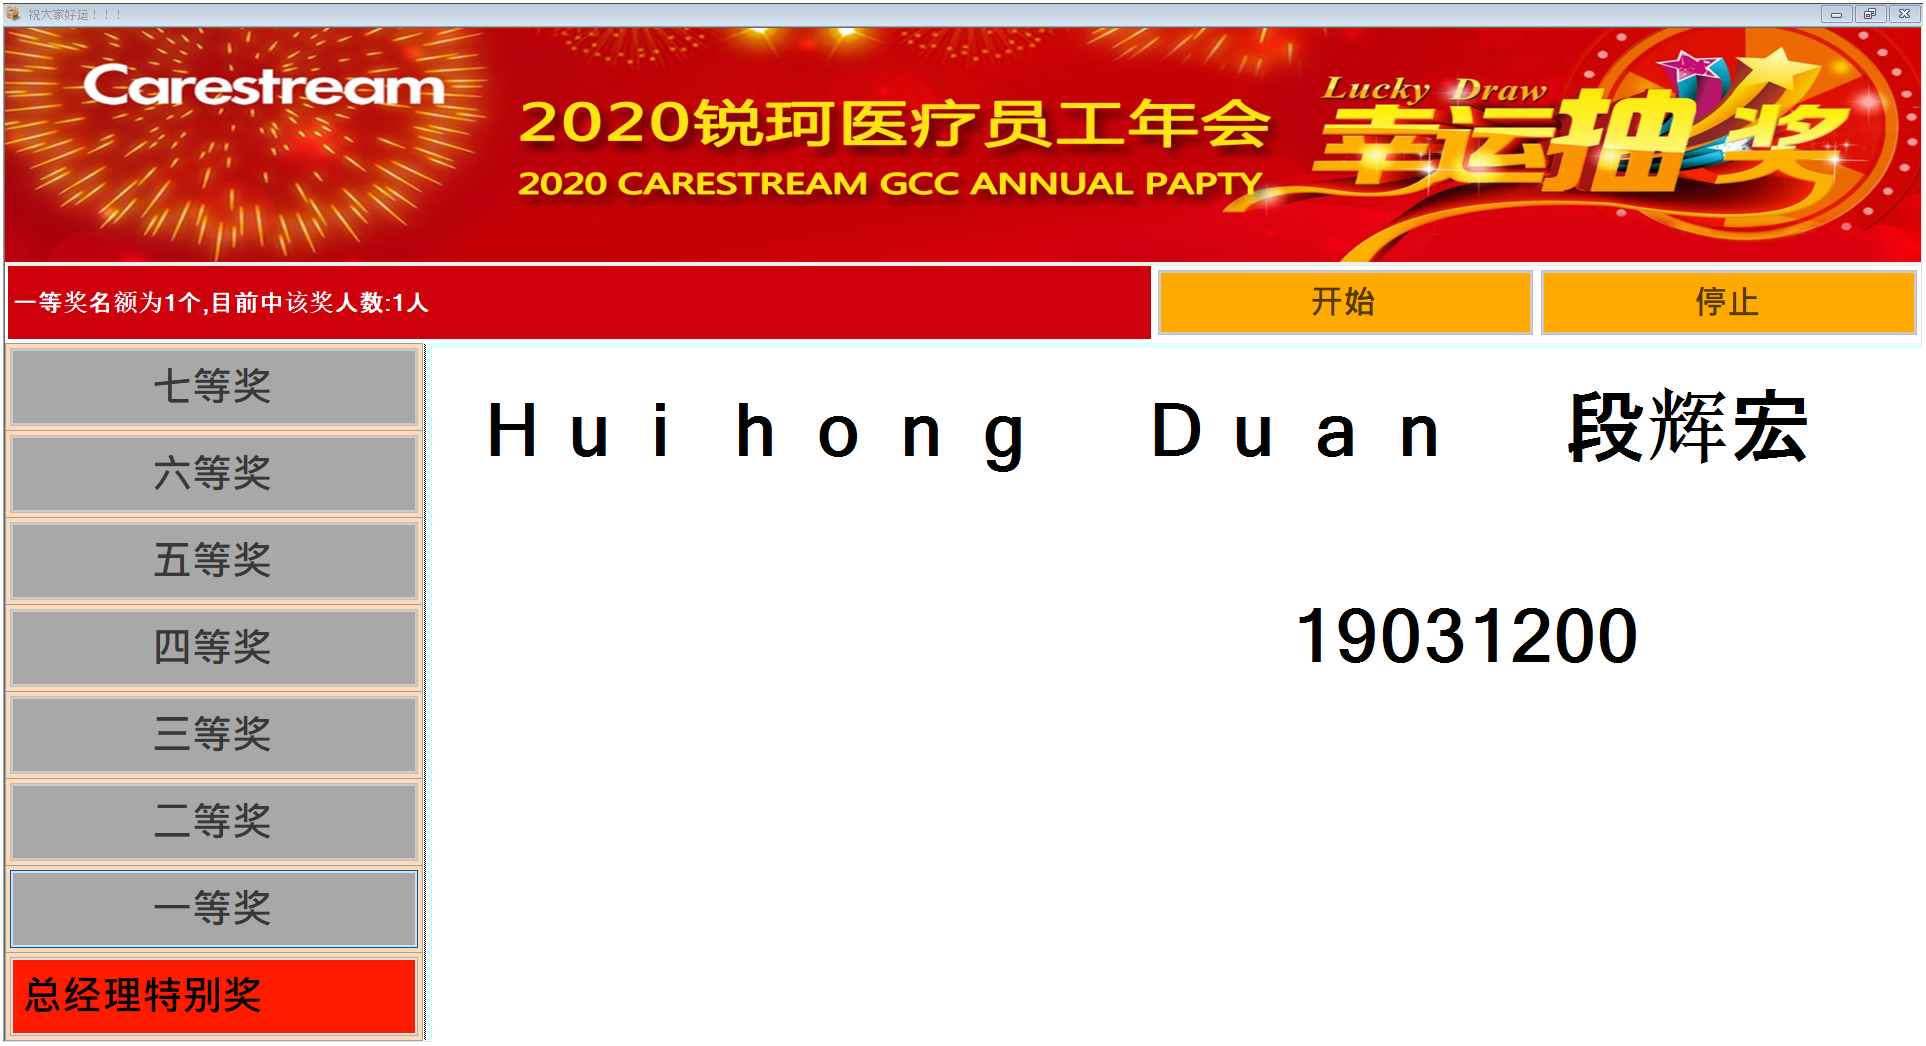 祝大家好运！！！
Carestream
2020锐珂医疗员工年会
2020 CARESTREAM GCC ANNUAL PAPTY
Lucky Draw
幸运抽奖
一等奖名额为1个,目前中该奖人数:1人
开始
停止
七等奖
六等奖
五等奖
四等奖
三等奖
二等奖
一等奖
总经理特别奖
Huihong Duan 段辉宏
19031200